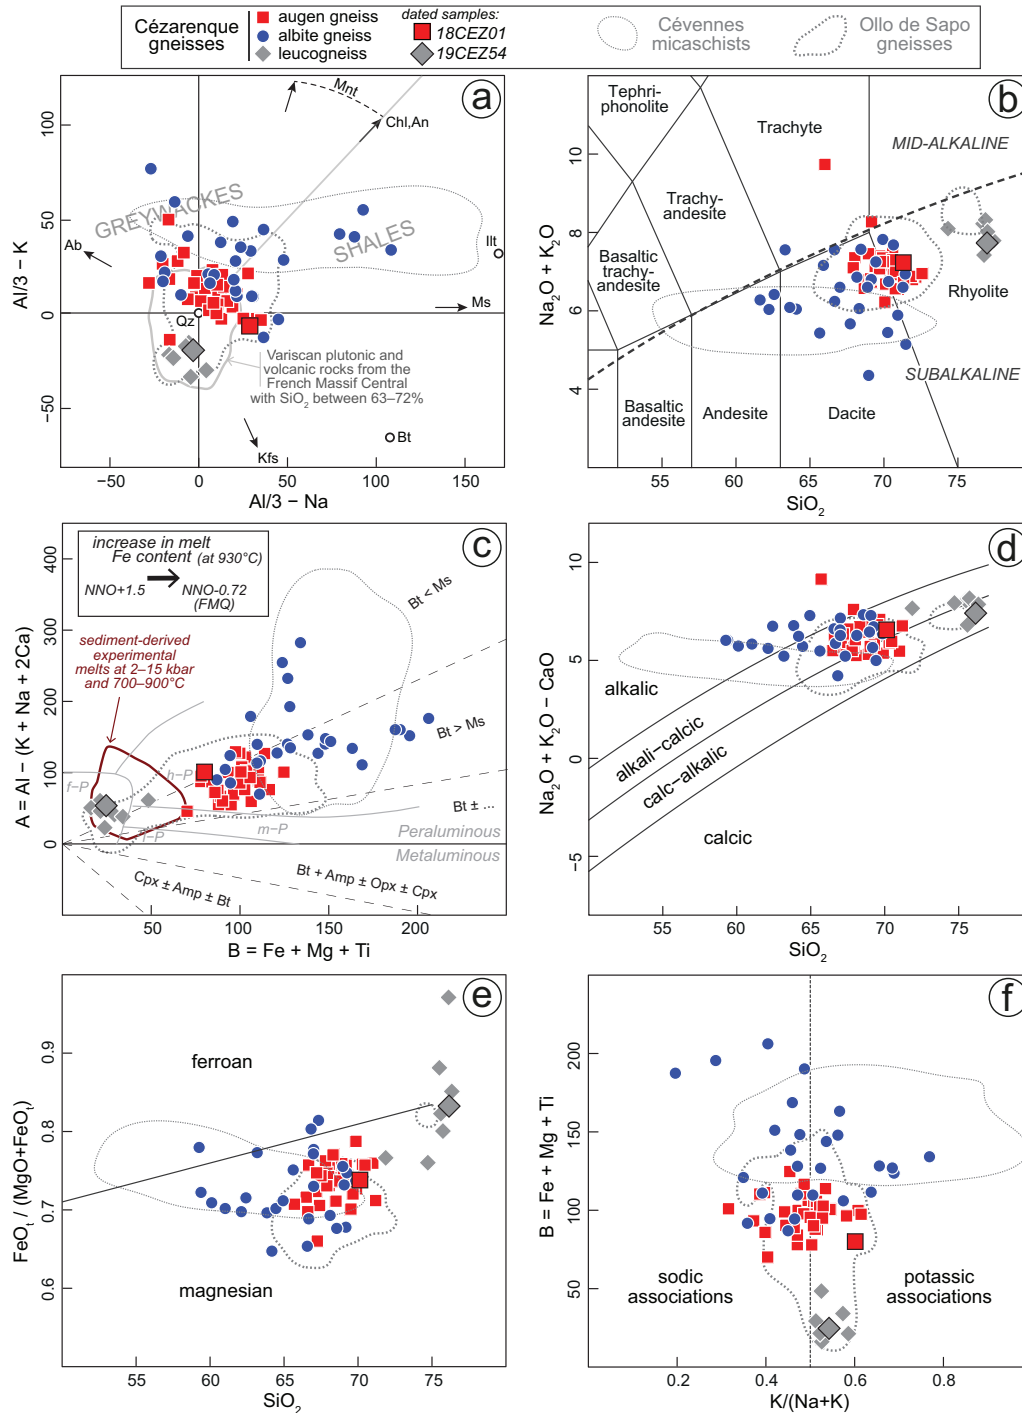 Cézarenque
gneisses
augen gneiss
albite gneiss
leucogneiss
dated samples:
18CEZ01
19CEZ54
Cévennes
micaschists
Ollo de Sapo
gneisses
a
Mnt
Chl,An
GREYWACKES
SHALES
Ab
Ilt
Ms
Qz
Variscan plutonic and
volcanic rocks from the
French Massif Central
with SiO2 between 63–72%
Bt
Kfs
Al/3 − K
−50
0
50
100
−50
0
50
100
150
Al/3 − Na
b
Tephri-
phonolite
Trachyte
MID-ALKALINE
Trachy-
andesite
Basaltic
trachy-
andesite
Rhyolite
SUBALKALINE
Basaltic
andesite
Andesite
Dacite
Na2O + K2O
4
6
8
10
55
60
65
70
75
SiO2
c
increase in melt
Fe content (at 930°C)
NNO+1.5
NNO-0.72
(FMQ)
sediment-derived
experimental
melts at 2–15 kbar
and 700–900°C
Bt < Ms
Bt > Ms
Bt ± ...
f−P
h−P
l−P
m−P
Peraluminous
Metaluminous
Cpx ± Amp ± Bt
Bt + Amp ± Opx ± Cpx
A = Al − (K + Na + 2Ca)
0
100
200
300
400
50
100
150
200
B = Fe + Mg + Ti
d
alkalic
alkali−calcic
calc−alkalic
calcic
Na2O + K2O − CaO
−5
0
5
10
55
60
65
70
75
SiO2
e
ferroan
magnesian
FeOt / (MgO+FeOt)
0.6
0.7
0.8
0.9
55
60
65
70
75
SiO2
f
sodic
associations
potassic
associations
B = Fe + Mg + Ti
50
100
150
200
0.2
0.4
0.6
0.8
K/(Na+K)